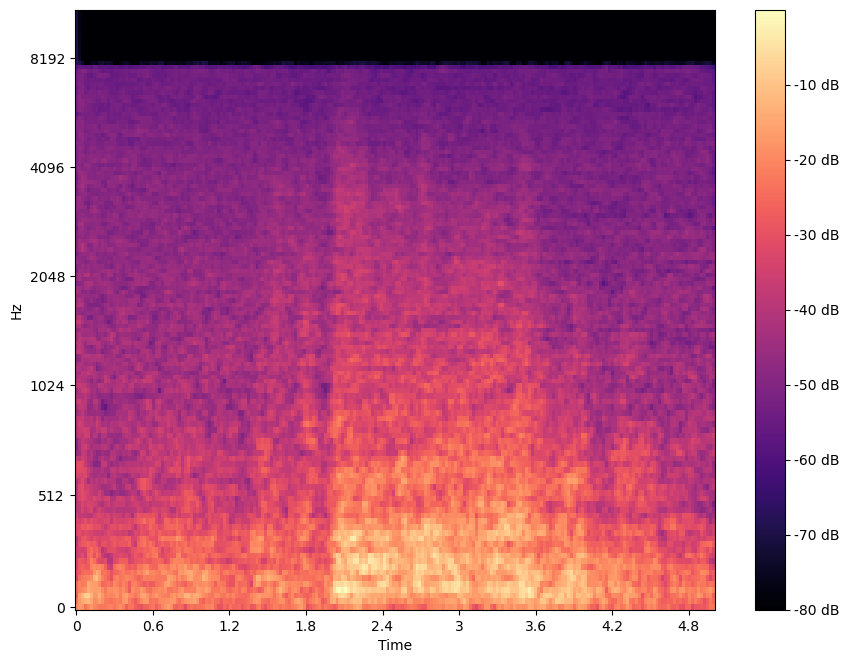 8192
4096
2048
1024
512
0
Hz
0 0.6 1.2 1.8 2.4 3 3.6 4.2 4.8
Time
-10 dB
-20 dB
-30 dB
-40 dB
-50 dB
-60 dB
-70 dB
-80 dB